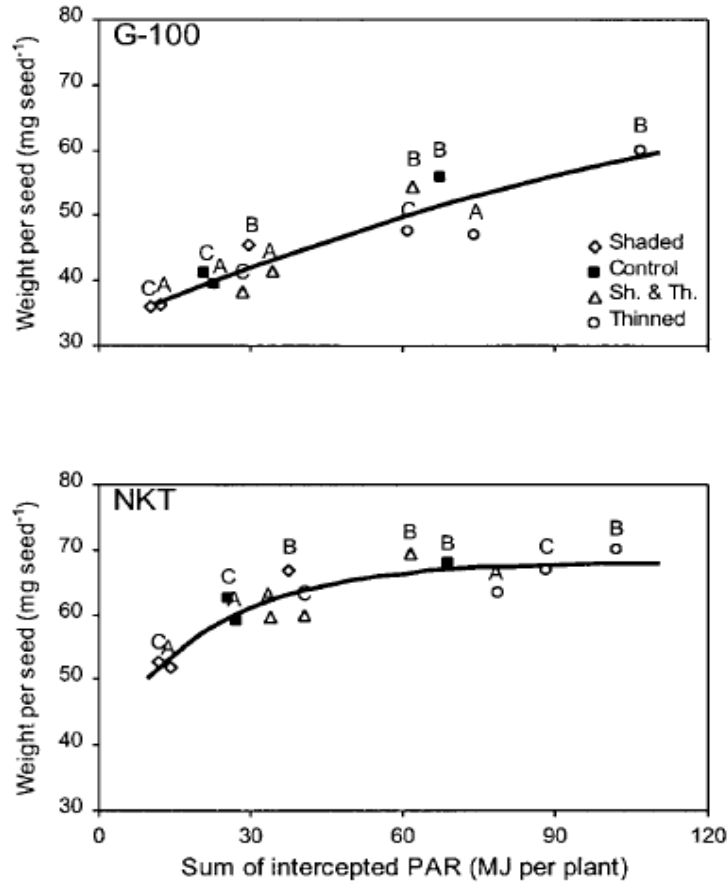 80
G-100
70
B
B
B
60
Weight per seed (mg seed-1)
C
A
B
50
C
A
A
C
Shaded
Control
40
C
A
Sh. & Th.
Thinned
30
80
NKT
B
B
B
C
B
70
C
A
A
C
60
Weight per seed (mg seed-1)
C
A
50
40
30
0
30
60
90
120
Sum of intercepted PAR (MJ per plant)